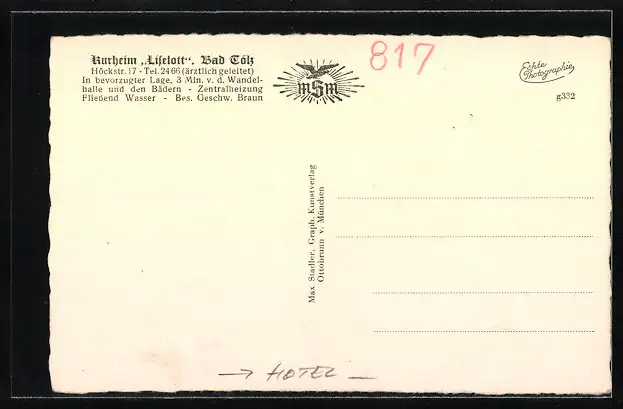 Kurheim „Liselott", Bad Tölz
Höckstr. 17 - Tel. 2466 (ärztlich geleitet)
In bevorzugter Lage, 3 Min. v. d. Wandel-
halle und den Bädern - Zentralheizung
Fließend Wasser - Bes. Geschw. Braun
mSm
817
Echte
Photographie
g332
Max Stadler, Graph. Kunstverlag
Ottobrunn v. München
→ HOTEL –